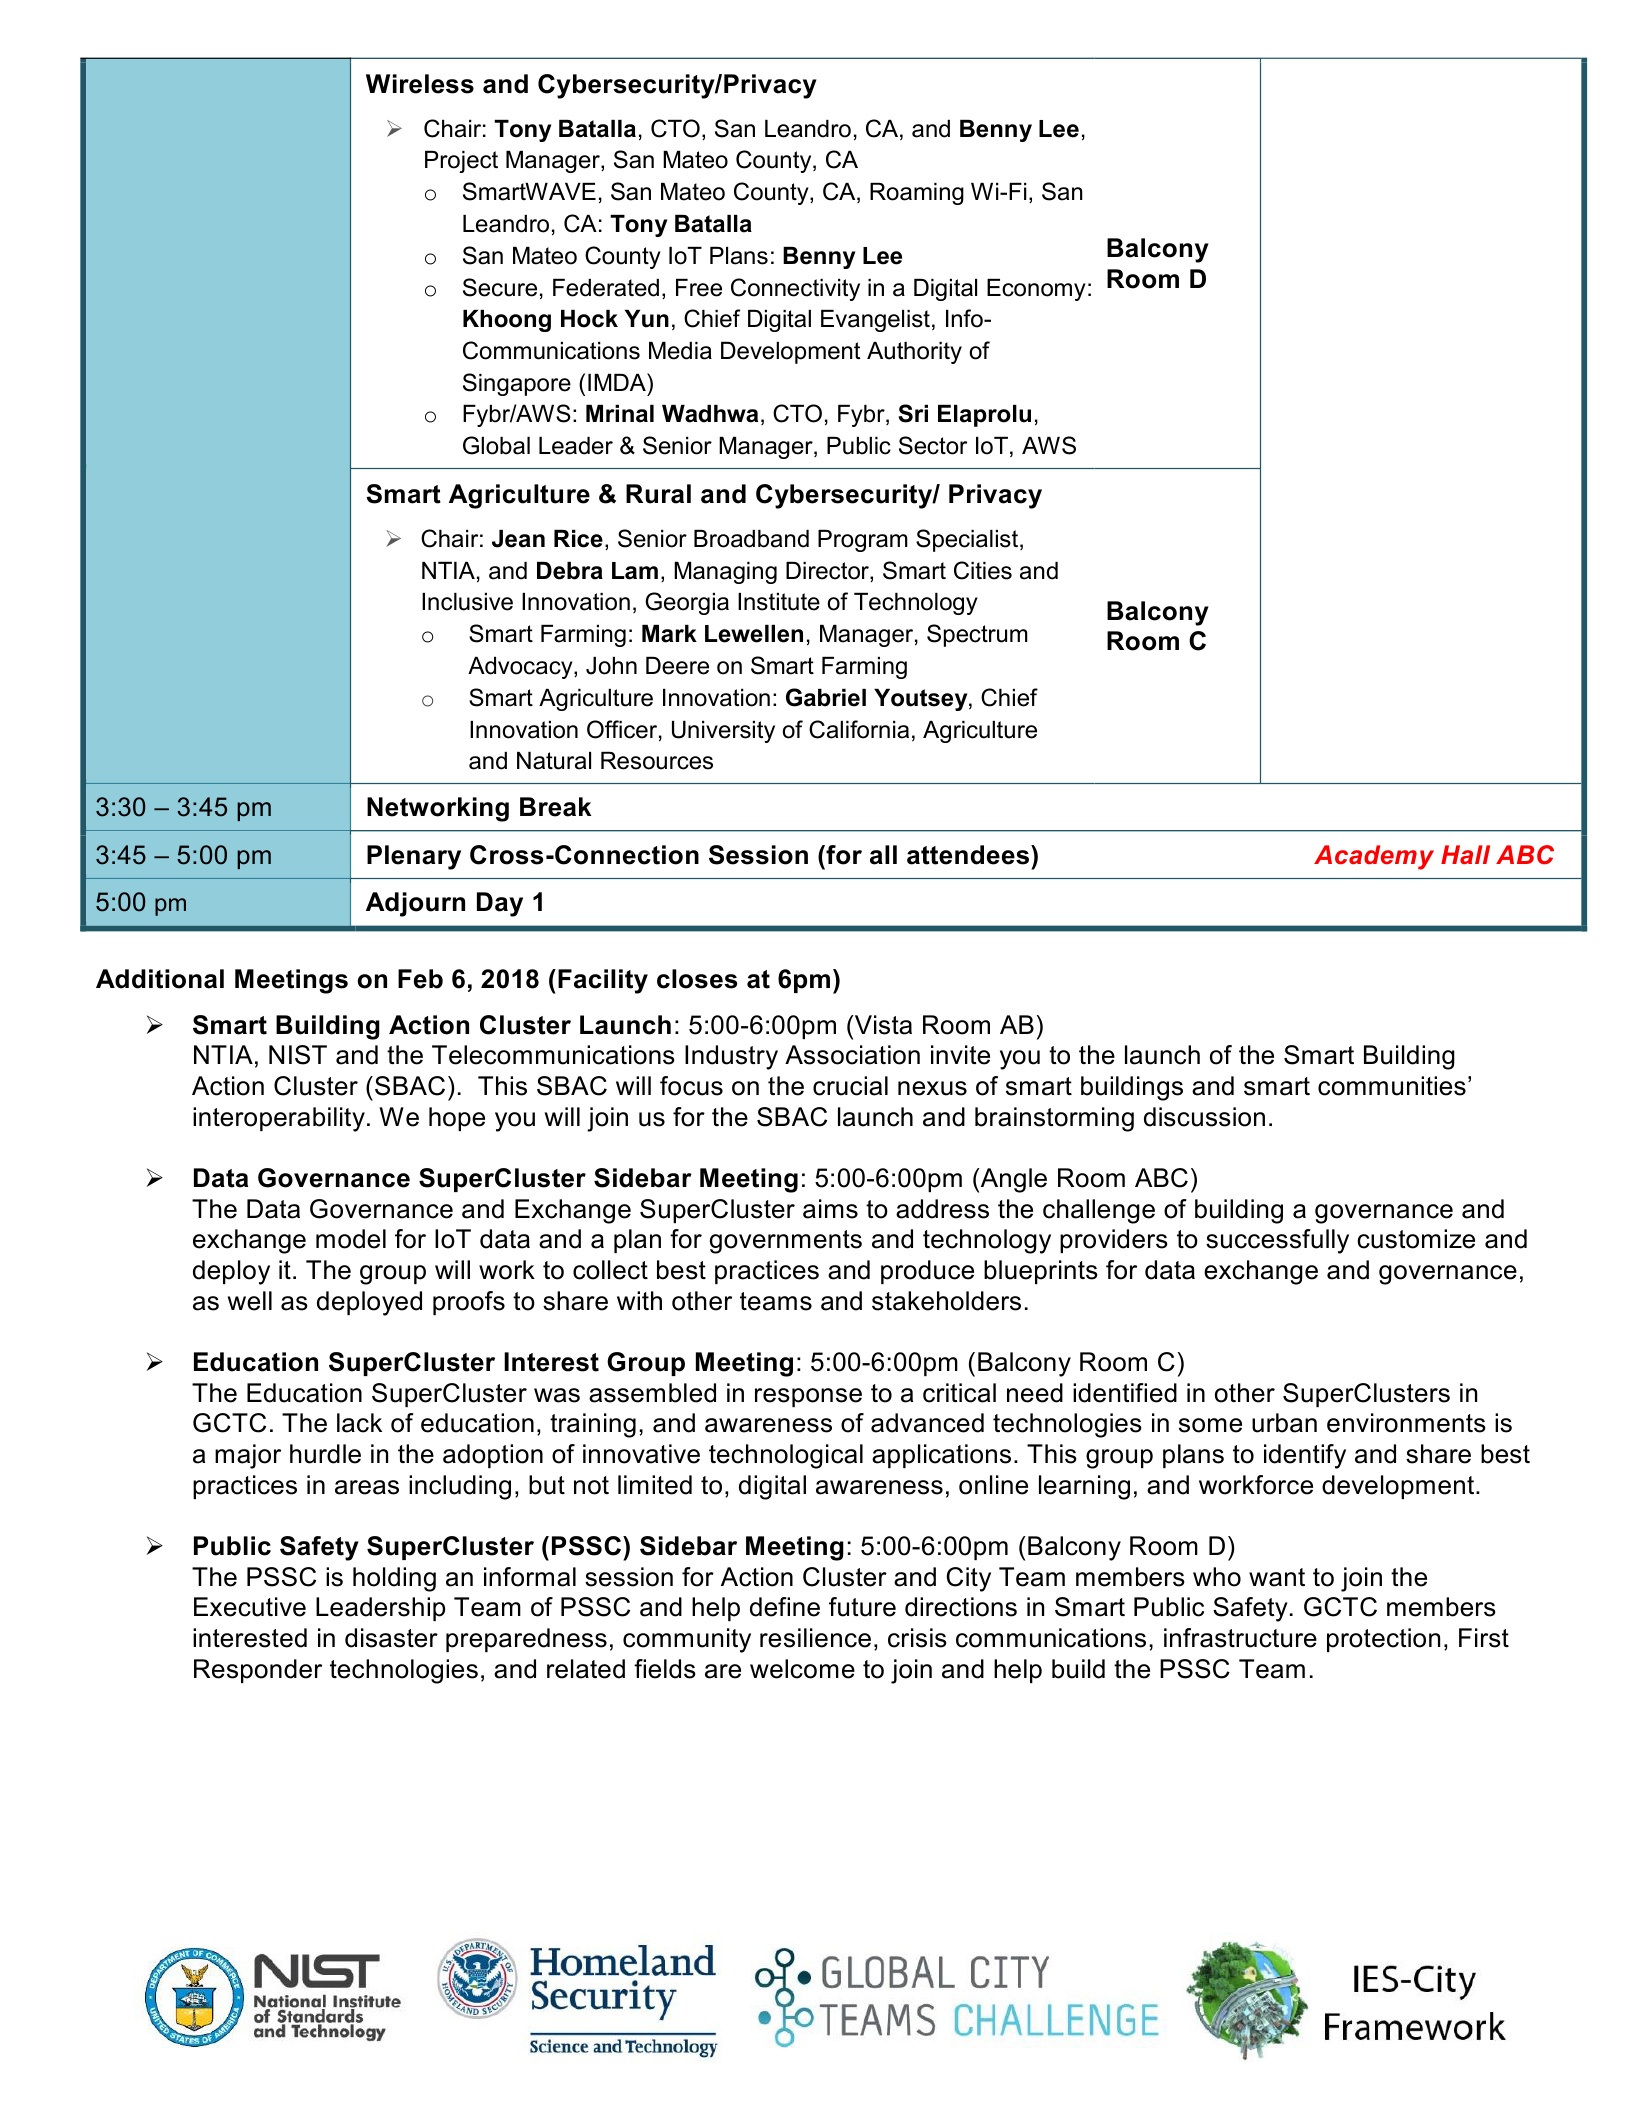 Wireless and Cybersecurity/Privacy
➢ Chair: Tony Batalla, CTO, San Leandro, CA, and Benny Lee,
Project Manager, San Mateo County, CA
o SmartWAVE, San Mateo County, CA, Roaming Wi-Fi, San
Leandro, CA: Tony Batalla
o San Mateo County IoT Plans: Benny Lee
o Secure, Federated, Free Connectivity in a Digital Economy:
Khoong Hock Yun, Chief Digital Evangelist, Info-
Communications Media Development Authority of
Singapore (IMDA)
o Fybr/AWS: Mrinal Wadhwa, CTO, Fybr, Sri Elaprolu,
Global Leader & Senior Manager, Public Sector IoT, AWS
Balcony
Room D
Smart Agriculture & Rural and Cybersecurity/ Privacy
➢ Chair: Jean Rice, Senior Broadband Program Specialist,
NTIA, and Debra Lam, Managing Director, Smart Cities and
Inclusive Innovation, Georgia Institute of Technology
o Smart Farming: Mark Lewellen, Manager, Spectrum
Advocacy, John Deere on Smart Farming
o Smart Agriculture Innovation: Gabriel Youtsey, Chief
Innovation Officer, University of California, Agriculture
and Natural Resources
Balcony
Room C
3:30 – 3:45 pm Networking Break
3:45 – 5:00 pm Plenary Cross-Connection Session (for all attendees) Academy Hall ABC
5:00 pm Adjourn Day 1
Additional Meetings on Feb 6, 2018 (Facility closes at 6pm)
➢ Smart Building Action Cluster Launch: 5:00-6:00pm (Vista Room AB)
NTIA, NIST and the Telecommunications Industry Association invite you to the launch of the Smart Building
Action Cluster (SBAC). This SBAC will focus on the crucial nexus of smart buildings and smart communities’
interoperability. We hope you will join us for the SBAC launch and brainstorming discussion.
➢ Data Governance SuperCluster Sidebar Meeting: 5:00-6:00pm (Angle Room ABC)
The Data Governance and Exchange SuperCluster aims to address the challenge of building a governance and
exchange model for IoT data and a plan for governments and technology providers to successfully customize and
deploy it. The group will work to collect best practices and produce blueprints for data exchange and governance,
as well as deployed proofs to share with other teams and stakeholders.
➢ Education SuperCluster Interest Group Meeting: 5:00-6:00pm (Balcony Room C)
The Education SuperCluster was assembled in response to a critical need identified in other SuperClusters in
GCTC. The lack of education, training, and awareness of advanced technologies in some urban environments is
a major hurdle in the adoption of innovative technological applications. This group plans to identify and share best
practices in areas including, but not limited to, digital awareness, online learning, and workforce development.
➢ Public Safety SuperCluster (PSSC) Sidebar Meeting: 5:00-6:00pm (Balcony Room D)
The PSSC is holding an informal session for Action Cluster and City Team members who want to join the
Executive Leadership Team of PSSC and help define future directions in Smart Public Safety. GCTC members
interested in disaster preparedness, community resilience, crisis communications, infrastructure protection, First
Responder technologies, and related fields are welcome to join and help build the PSSC Team.
DEPARTMENT OF COMMERCE
UNITED STATES OF AMERICA
NIST
National Institute
of Standards
and Technology
U.S. DEPARTMENT OF
HOMELAND SECURITY
Homeland
Security
Science and Technology
GLOBAL CITY
TEAMS CHALLENGE
IES-City
Framework